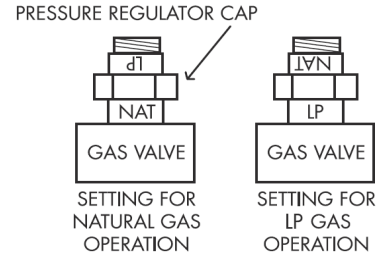 PRESSURE REGULATOR CAP
LP
NAT
NAT
LP
GAS VALVE
GAS VALVE
SETTING FOR
NATURAL GAS
OPERATION
SETTING FOR
LP GAS
OPERATION